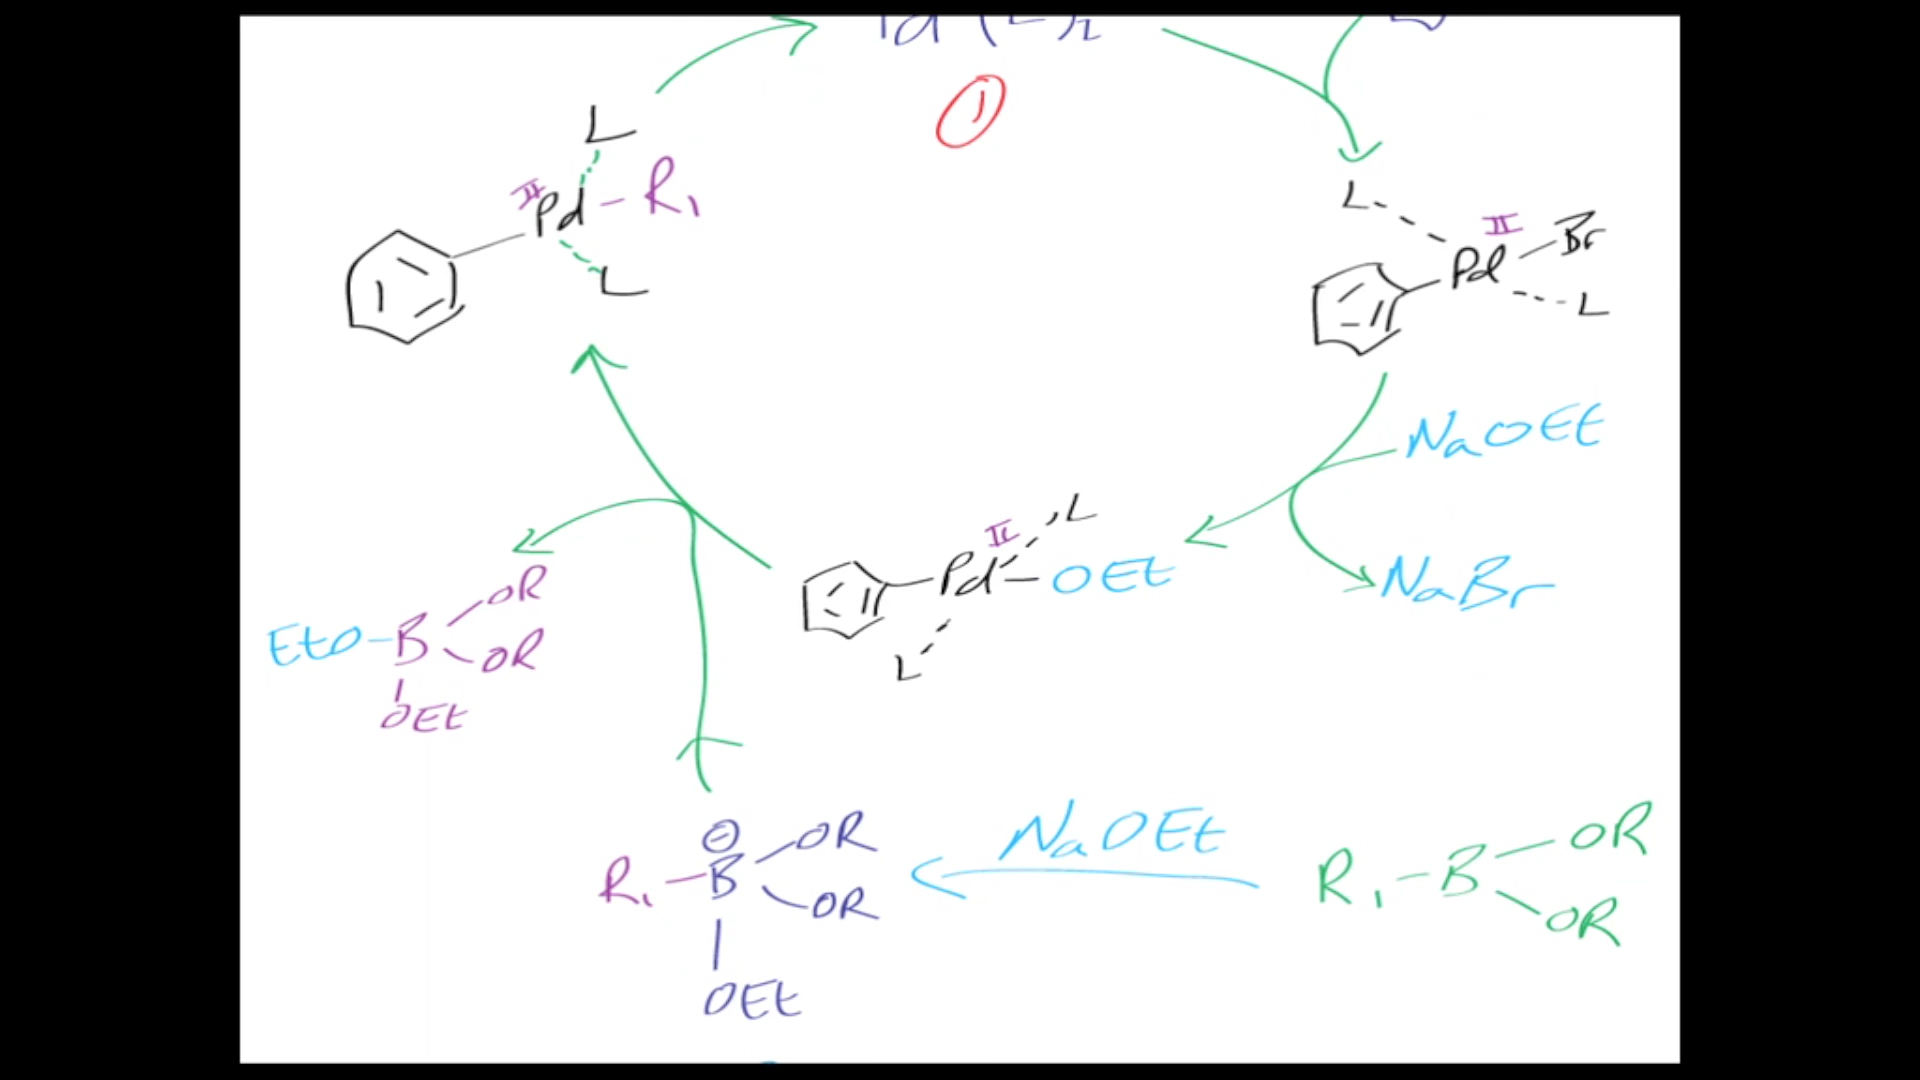 Pd(L)2
1
L
II
Pd-R1
L
L
II
Pd-Br
L
NaOEt
NaBr
II
L
Pd-OEt
L
OR
EtO-B
OR
OEt
⊖
OR
R1-B
OR
OEt
NaOEt
OR
R1-B
OR